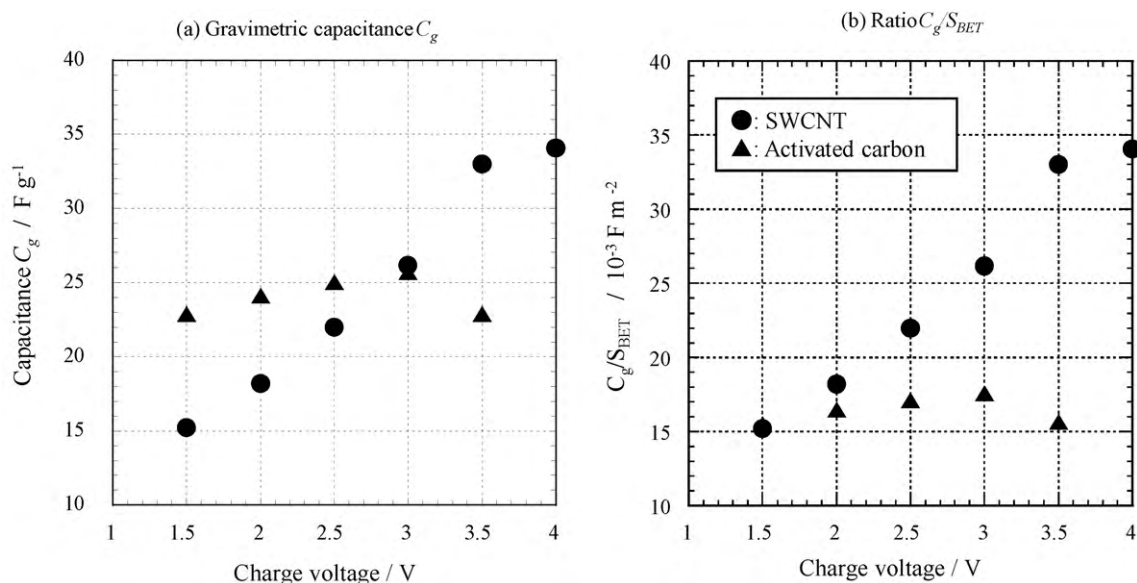 (a) Gravimetric capacitance C_g
40
35
30
25
20
15
10
1 1.5 2 2.5 3 3.5 4
Capacitance C_g / F g⁻¹
Charge voltage / V
(b) Ratio C_g/S_BET
40
35
30
25
20
15
10
1 1.5 2 2.5 3 3.5 4
C_g/S_BET / 10⁻³ F m⁻²
: SWCNT
: Activated carbon
Charge voltage / V